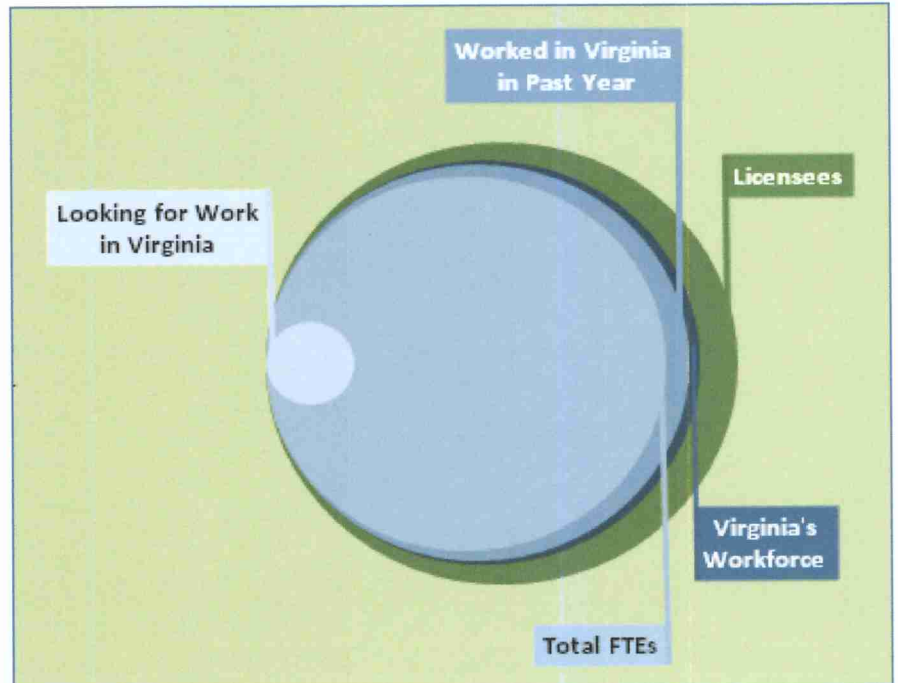 Worked in Virginia
in Past Year
Licensees
Looking for Work
in Virginia
Virginia's
Workforce
Total FTEs